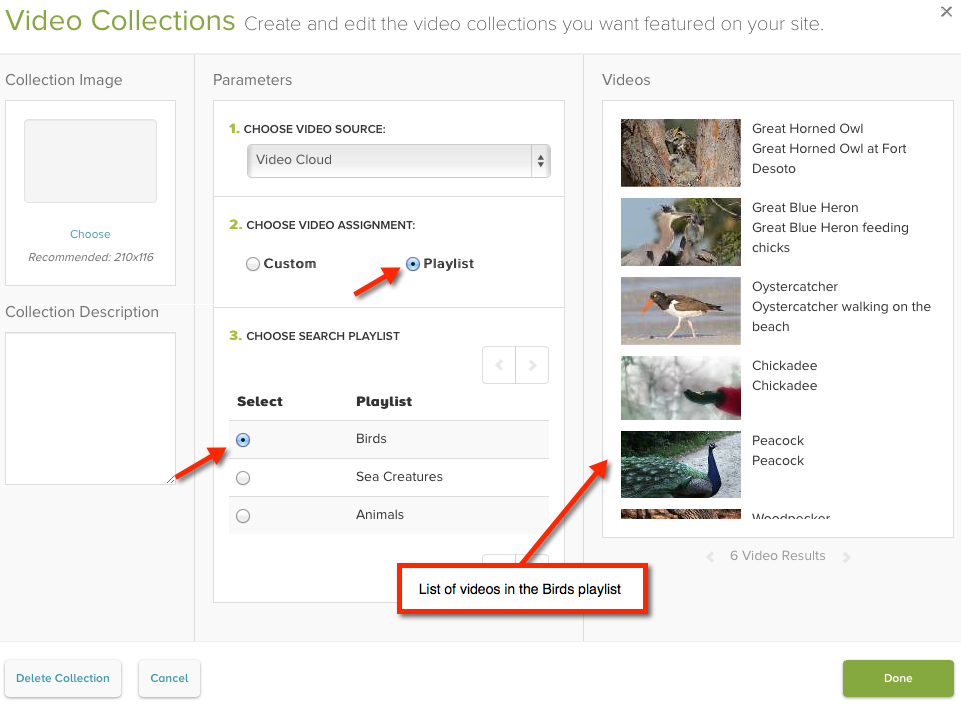 Video Collections Create and edit the video collections you want featured on your site.
Collection Image
Choose
Recommended: 210x116
Collection Description
Parameters
1. CHOOSE VIDEO SOURCE:
Video Cloud
2. CHOOSE VIDEO ASSIGNMENT:
Custom
Playlist
3. CHOOSE SEARCH PLAYLIST
Select Playlist
Birds
Sea Creatures
Animals
List of videos in the Birds playlist
Videos
Great Horned Owl
Great Horned Owl at Fort
Desoto
Great Blue Heron
Great Blue Heron feeding
chicks
Oystercatcher
Oystercatcher walking on the
beach
Chickadee
Chickadee
Peacock
Peacock
Woodpecker
6 Video Results
Delete Collection
Cancel
Done